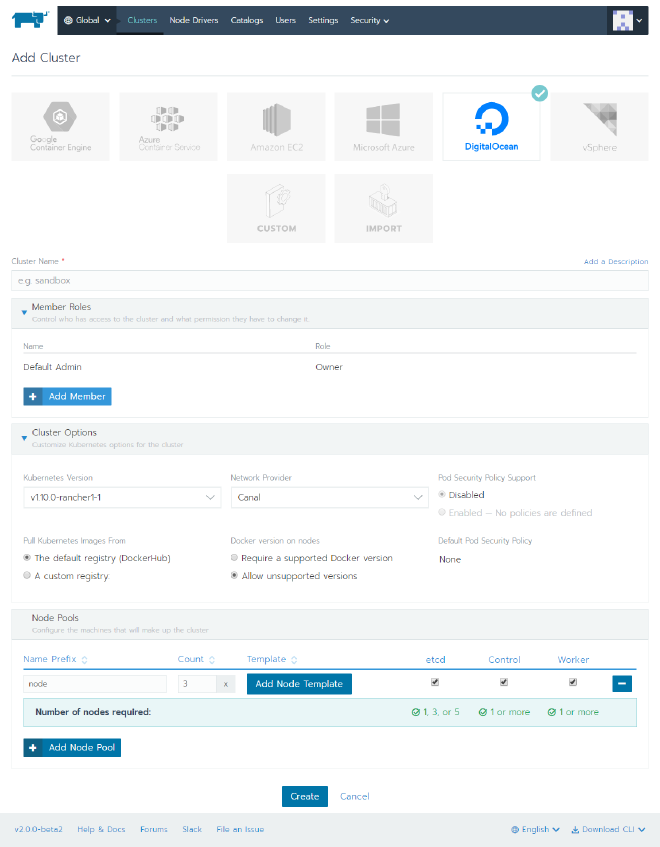 Global Clusters Node Drivers Catalogs Users Settings Security
Add Cluster
Google Container Engine
Azure Container Service
Amazon EC2
Microsoft Azure
DigitalOcean
vSphere
CUSTOM
IMPORT
Cluster Name * Add a Description
e.g. sandbox
Member Roles
Control who has access to the cluster and what permission they have to change it.
Name Role
Default Admin Owner
+ Add Member
Cluster Options
Customize Kubernetes options for the cluster
Kubernetes Version Network Provider Pod Security Policy Support
v1.10.0-rancher1-1 Canal Disabled
Enabled — No policies are defined
Pull Kubernetes Images From Docker version on nodes Default Pod Security Policy
The default registry (DockerHub) Require a supported Docker version None
A custom registry. Allow unsupported versions
Node Pools
Configure the machines that will make up the cluster
Name Prefix Count Template etcd Control Worker
node 3 x Add Node Template
Number of nodes required: 1, 3, or 5 1 or more 1 or more
+ Add Node Pool
Create Cancel
v2.0.0-beta2 Help & Docs Forums Slack File an Issue English Download CLI